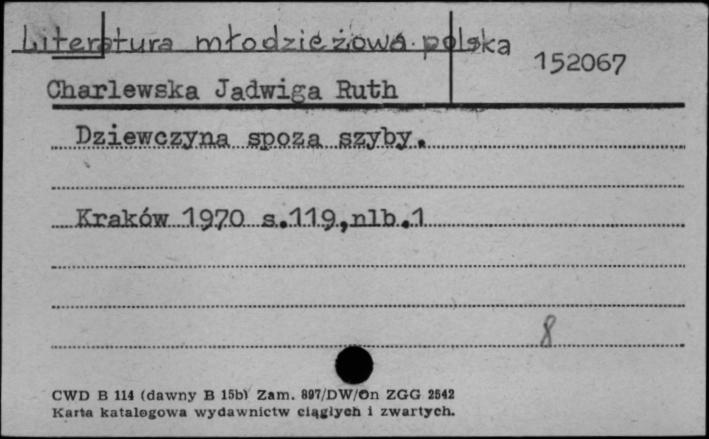 Literatura młodzieżowa polska
152067
Charlewska Jadwiga Ruth
Dziewczyna spoza szyby.
Kraków 1970 s.119,nlb.1
8
CWD B 114 (dawny B 15b) Zam. 897/DW/On ZGG 2542
Karta katalogowa wydawnictw ciągłych i zwartych.